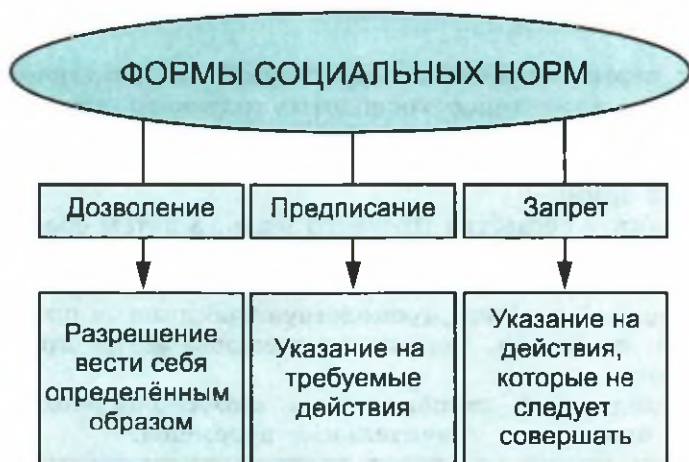 ФОРМЫ СОЦИАЛЬНЫХ НОРМ
Дозволение
Предписание
Запрет
Разрешение
вести себя
определённым
образом
Указание на
требуемые
действия
Указание на
действия,
которые не
следует
совершать